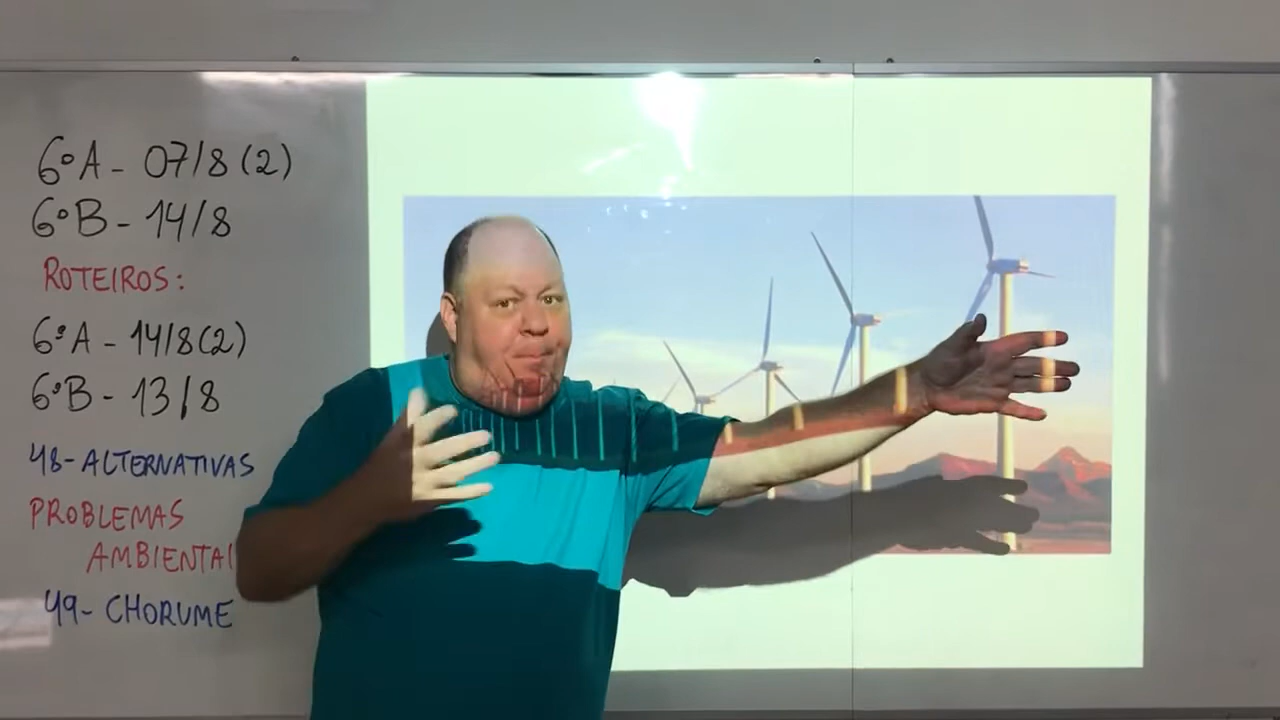 6ºA - 07/8 (2)
6ºB - 14/8
ROTEIROS:
6ºA - 14/8 (2)
6ºB - 13/8
48 - ALTERNATIVAS
PROBLEMAS
AMBIENTAI
49 - CHORUME